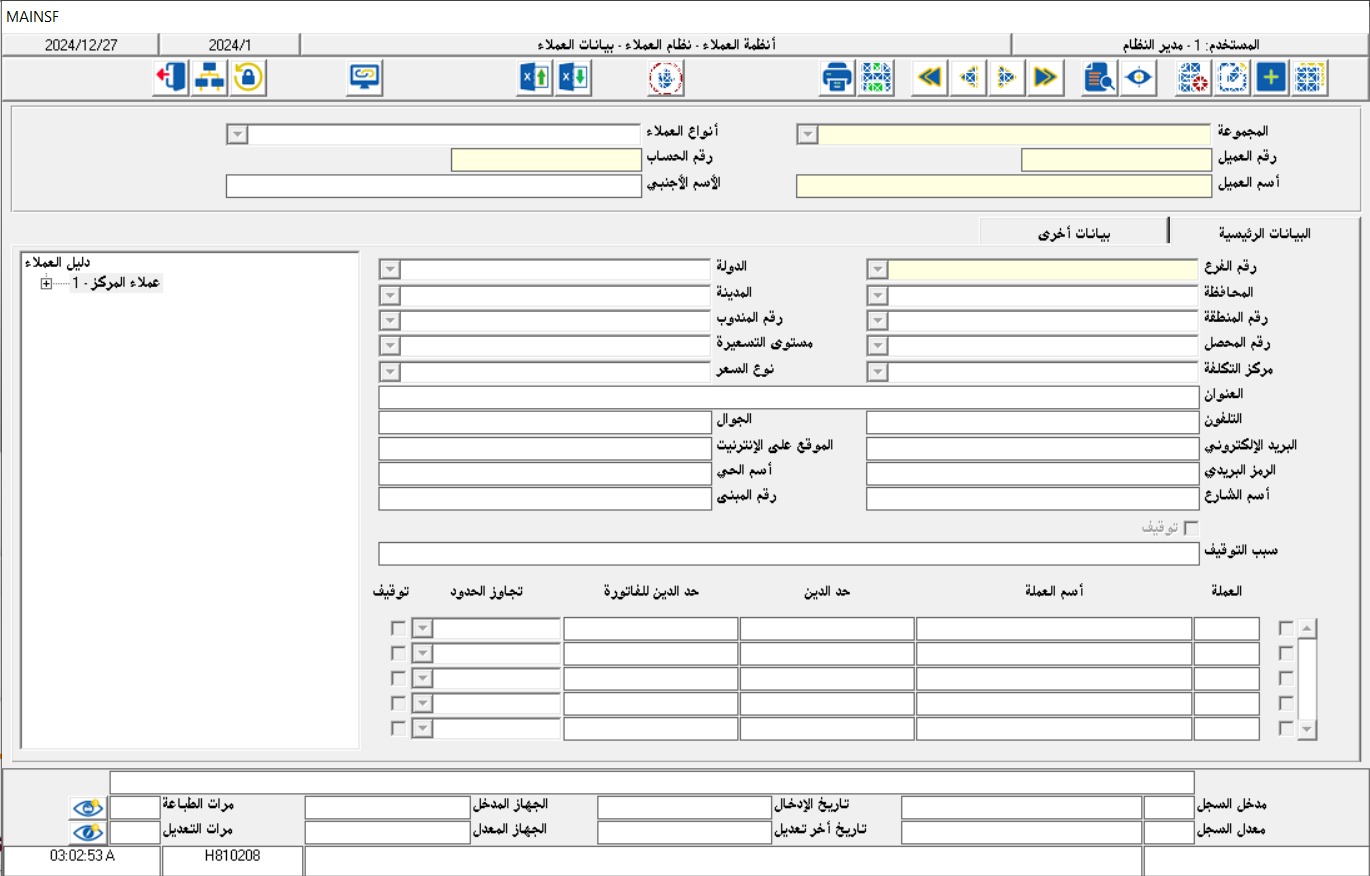 MAINSF
المستخدم: 1 - مدير النظام
أنظمة العملاء - نظام العملاء - بيانات العملاء
2024/1
2024/12/27
المجموعة
أنواع العملاء
رقم العميل
رقم الحساب
أسم العميل
الأسم الأجنبي
البيانات الرئيسية
بيانات أخرى
رقم الفرع
الدولة
المحافظة
المدينة
رقم المنطقة
رقم المندوب
رقم المحصل
مستوى التسعيرة
مركز التكلفة
نوع السعر
العنوان
التلفون
الجوال
البريد الإلكتروني
الموقع على الإنترنيت
الرمز البريدي
أسم الحي
أسم الشارع
رقم المبنى
توقيف
سبب التوقيف
العملة
أسم العملة
حد الدين
حد الدين للفاتورة
تجاوز الحدود
توقيف
دليل العملاء
1 - عملاء المركز
مدخل السجل
تاريخ الإدخال
الجهاز المدخل
مرات الطباعة
معدل السجل
تاريخ أخر تعديل
الجهاز المعدل
مرات التعديل
H810208
03:02:53 A